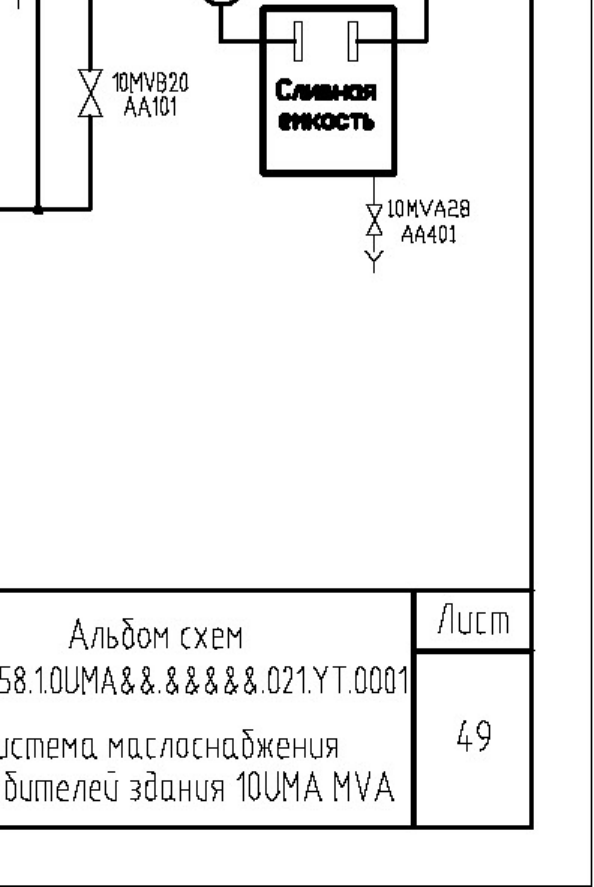 10MVB20
AA101
Сливная
емкость
10MVA28
AA401
Альбом схем
Лист
58.1.0UMA&&.&&&&&.021.YT.0001
49
истема маслоснабжения
бителей здания 10UMA MVA